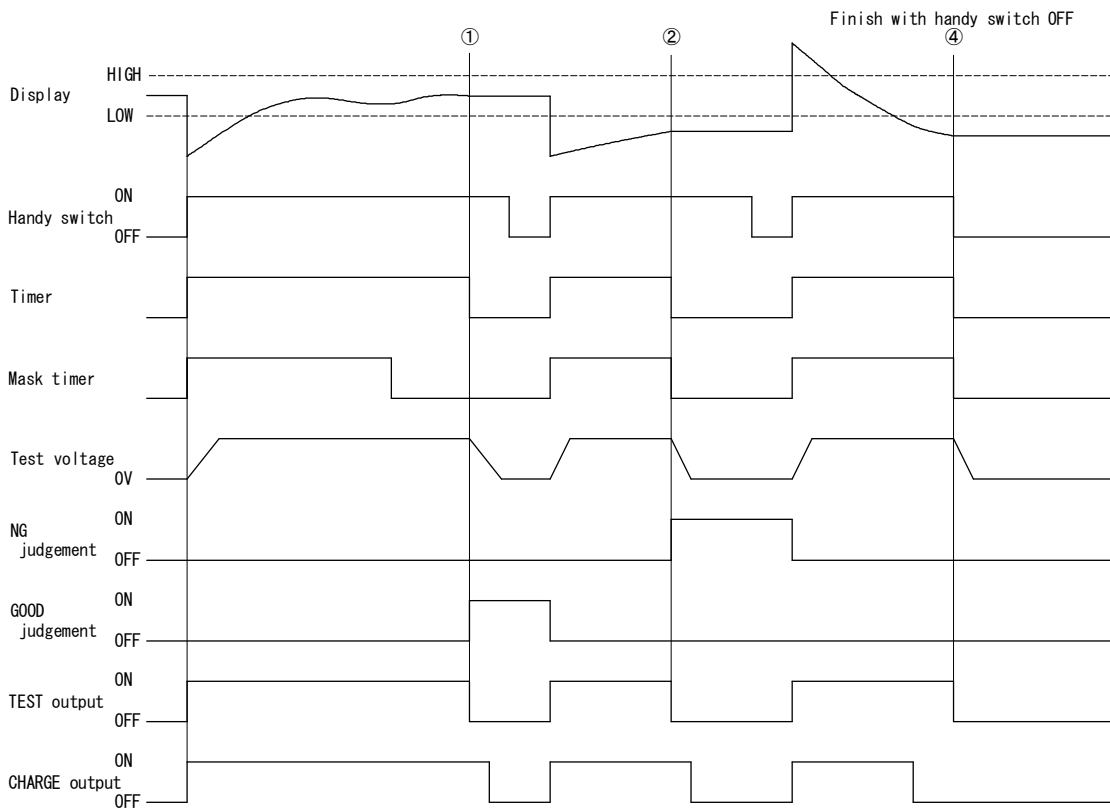 Finish with handy switch OFF
① ② ④
HIGH
Display
LOW
ON
Handy switch
OFF
Timer
Mask timer
Test voltage
0V
ON
NG
judgement
OFF
ON
GOOD
judgement
OFF
ON
TEST output
OFF
ON
CHARGE output
OFF